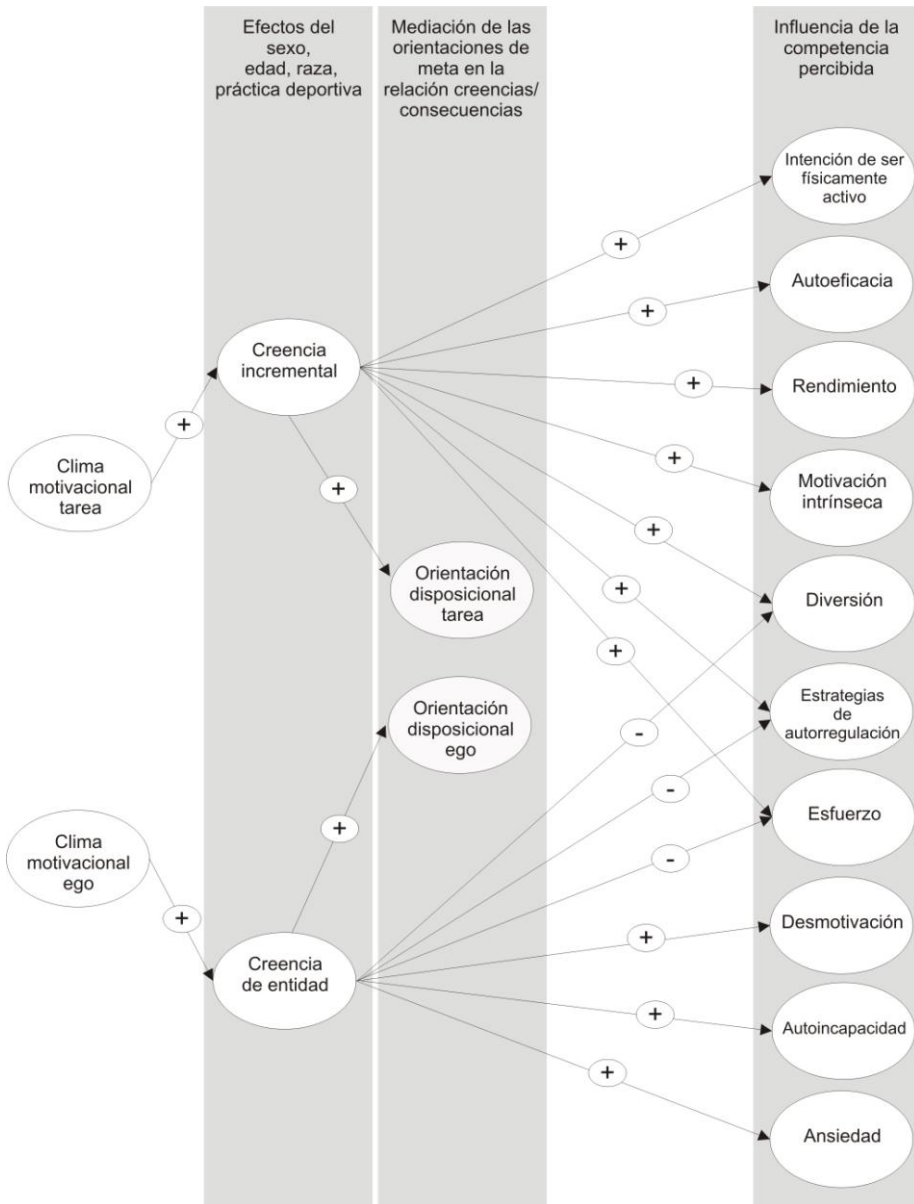 Efectos del
sexo,
edad, raza,
práctica deportiva
Mediación de las
orientaciones de
meta en la
relación creencias/
consecuencias
Influencia de la
competencia
percibida
Intención de ser
físicamente
activo
+
Autoeficacia
+
Creencia
incremental
Rendimiento
+
+
Clima
motivacional
tarea
+
Motivación
intrínseca
+
+
Orientación
disposicional
tarea
+
Diversión
+
Orientación
disposicional
ego
-
Estrategias
de
autorregulación
-
+
Clima
motivacional
ego
-
Esfuerzo
+
Creencia
de entidad
+
Desmotivación
+
Autoincapacidad
+
Ansiedad